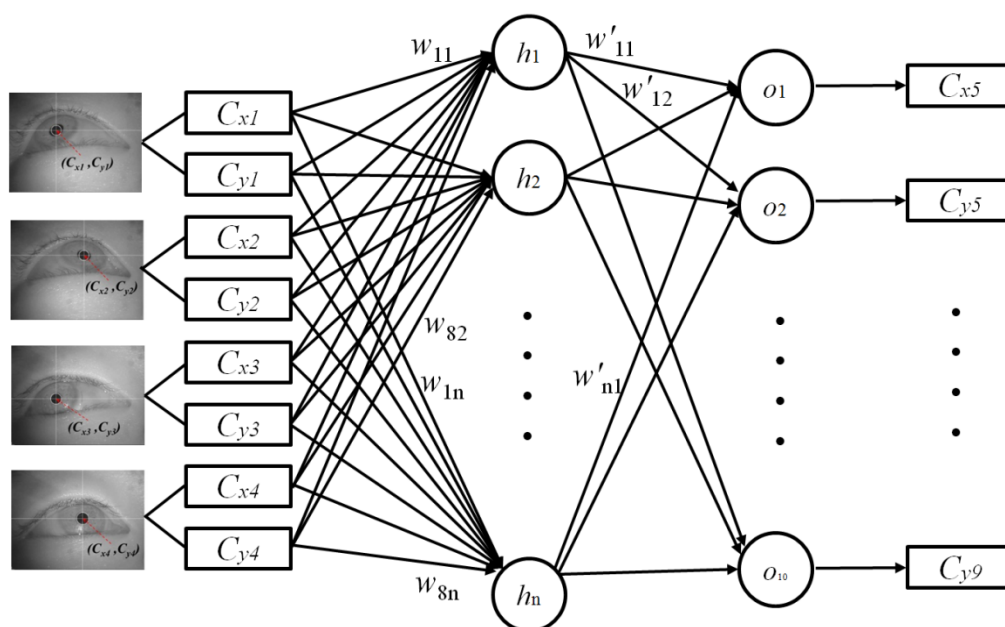 (Cx1 ,Cy1)
(Cx2 ,Cy2)
(Cx3 ,Cy3)
(Cx4 ,Cy4)
Cx1
Cy1
Cx2
Cy2
Cx3
Cy3
Cx4
Cy4
w11
w82
w1n
w8n
h1
h2
hn
w'11
w'12
w'n1
o1
o2
o10
Cx5
Cy5
Cy9